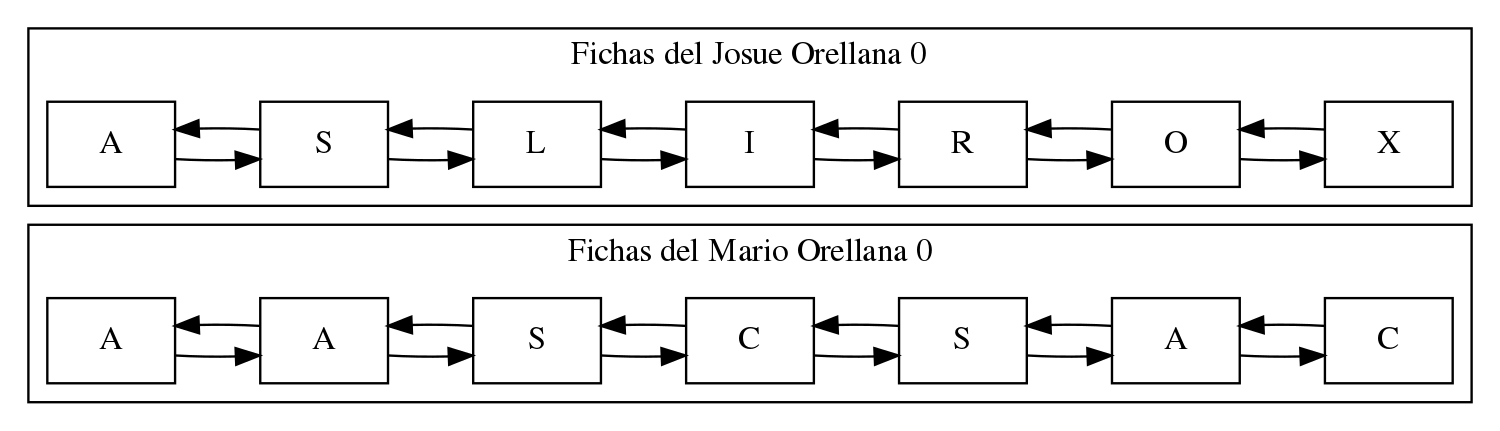 Fichas del Josue Orellana 0
A S L I R O X
Fichas del Mario Orellana 0
A A S C S A C